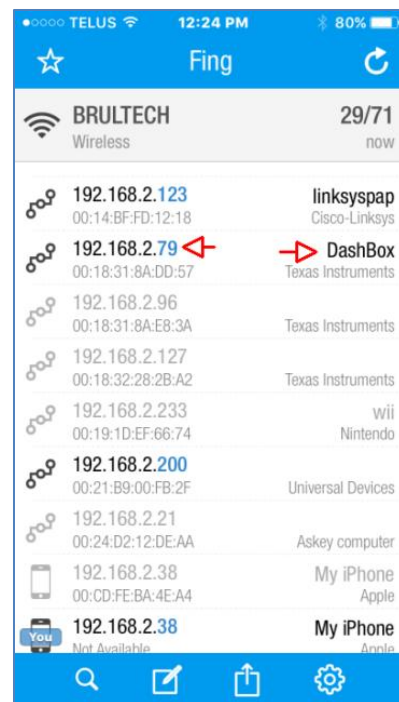 TELUS 12:24 PM 80%
Fing
BRULTECH 29/71
Wireless now
192.168.2.123 linksyspap
00:14:BF:FD:12:18 Cisco-Linksys
192.168.2.79 DashBox
00:18:31:8A:DD:57 Texas Instruments
192.168.2.96
00:18:31:8A:E8:3A Texas Instruments
192.168.2.127
00:18:32:28:2B:A2 Texas Instruments
192.168.2.233 wii
00:19:1D:EF:66:74 Nintendo
192.168.2.200
00:21:B9:00:FB:2F Universal Devices
192.168.2.21
00:24:D2:12:DE:AA Askey computer
192.168.2.38 My iPhone
00:CD:FE:BA:4E:A4 Apple
192.168.2.38 My iPhone
You Not Available Apple